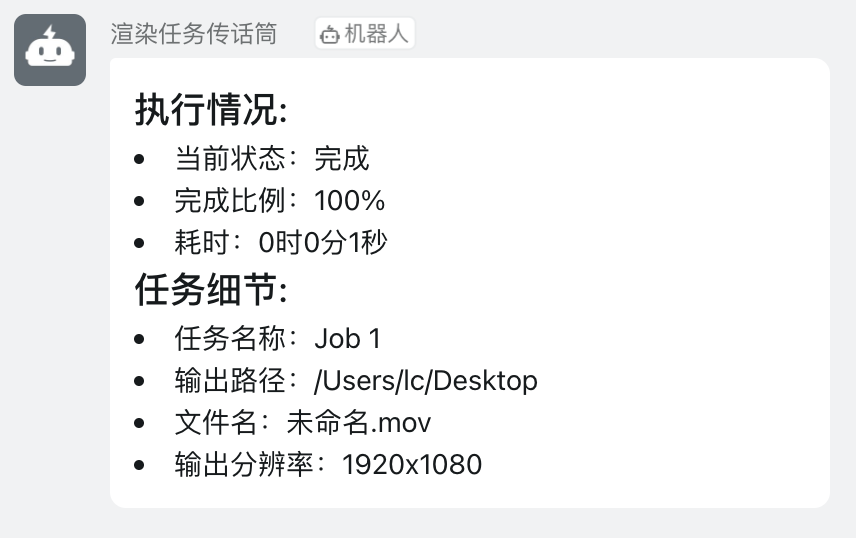 渲染任务传话筒 机器人
执行情况:
• 当前状态：完成
• 完成比例：100%
• 耗时：0时0分1秒
任务细节:
• 任务名称：Job 1
• 输出路径：/Users/lc/Desktop
• 文件名：未命名.mov
• 输出分辨率：1920x1080